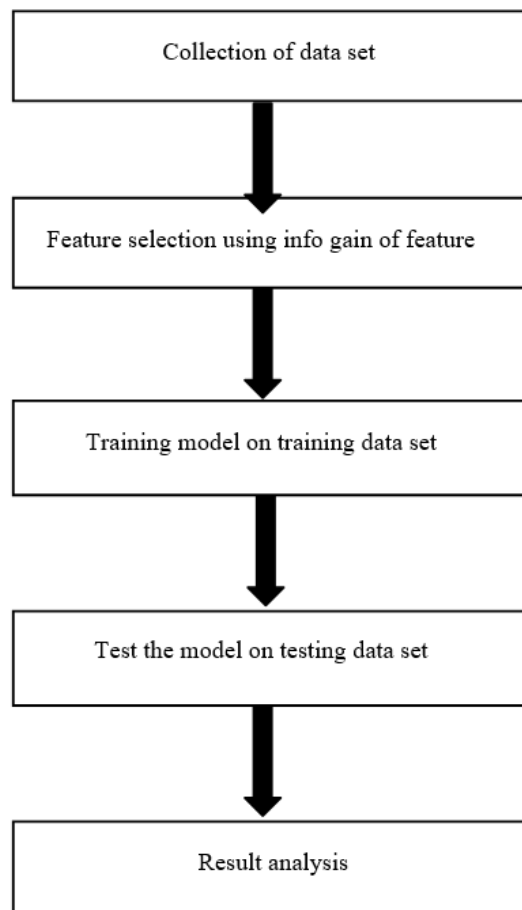 Collection of data set
Feature selection using info gain of feature
Training model on training data set
Test the model on testing data set
Result analysis